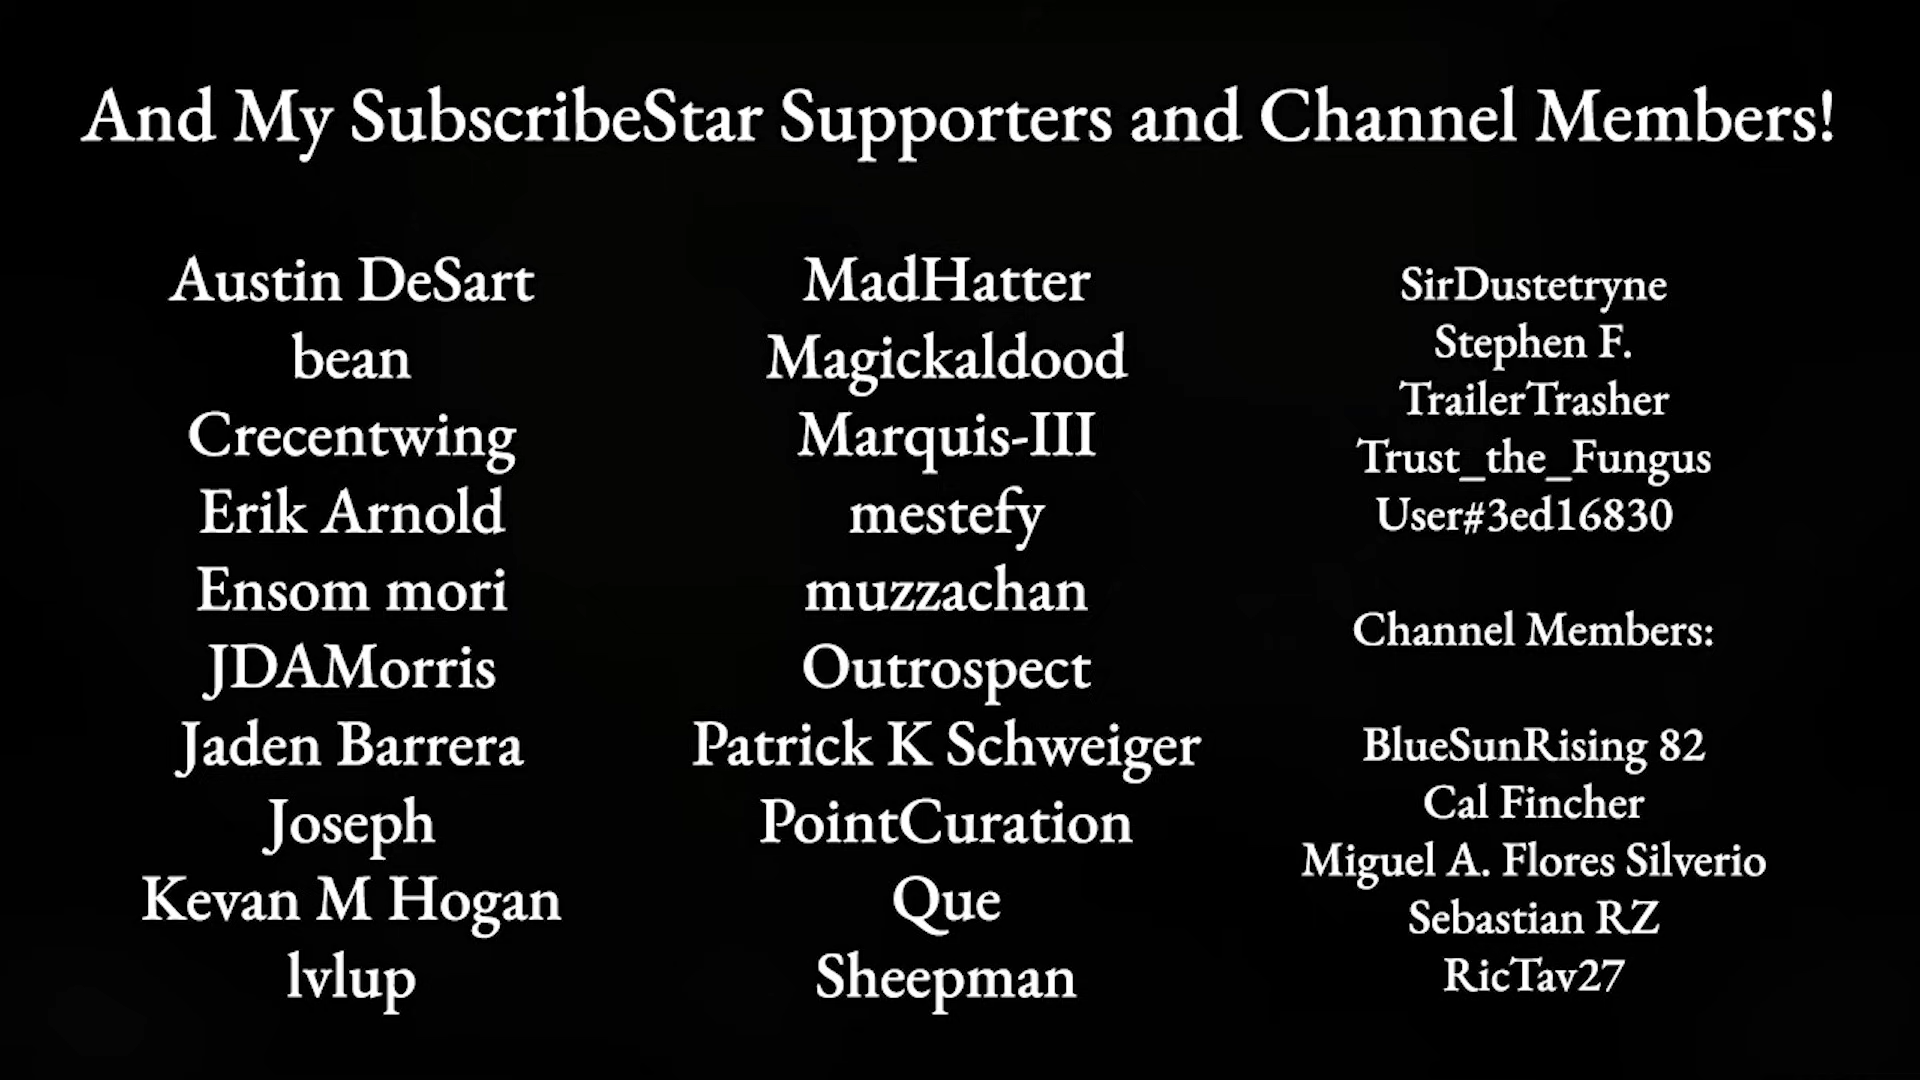 And My SubscribeStar Supporters and Channel Members!
Austin DeSart
bean
Crecentwing
Erik Arnold
Ensom mori
JDAMorris
Jaden Barrera
Joseph
Kevan M Hogan
lvlup
MadHatter
Magickaldood
Marquis-III
mestefy
muzzachan
Outrospect
Patrick K Schweiger
PointCuration
Que
Sheepman
SirDustetryne
Stephen F.
TrailerTrasher
Trust_the_Fungus
User#3ed16830
Channel Members:
BlueSunRising 82
Cal Fincher
Miguel A. Flores Silverio
Sebastian RZ
RicTav27